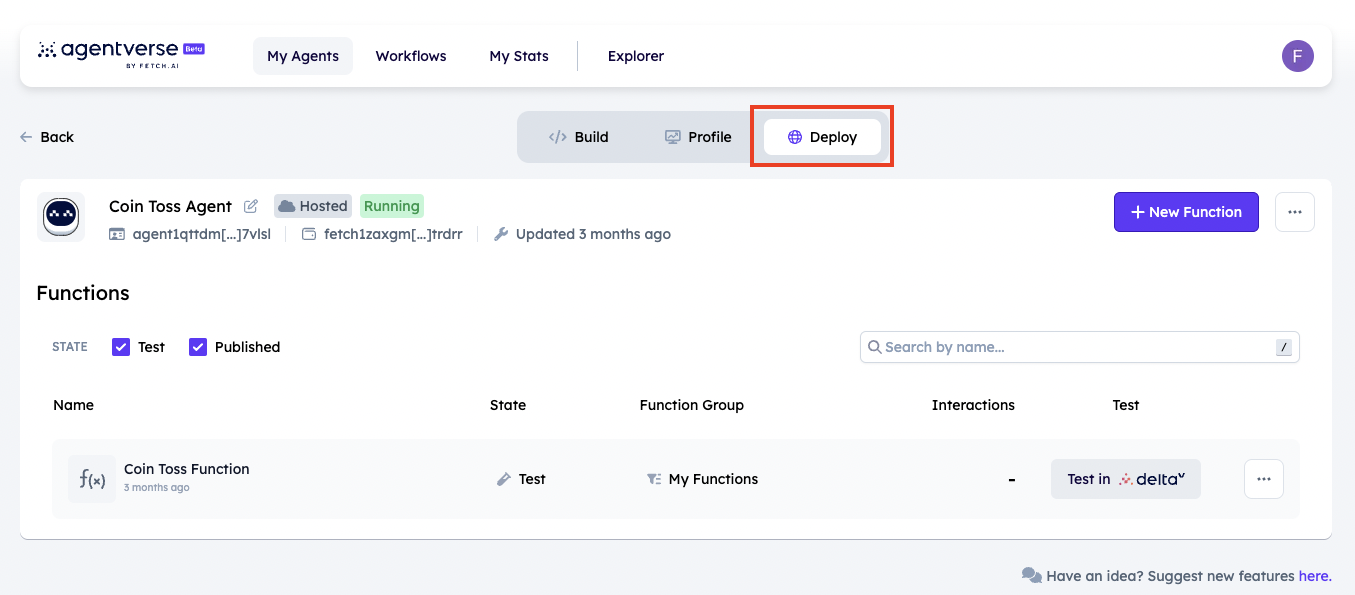 agentverse Beta
BY FETCH.AI
My Agents Workflows My Stats Explorer F
← Back
</> Build Profile Deploy
Coin Toss Agent Hosted Running
agent1qttdm[...]7vlsl fetch1zaxgm[...]trdrr Updated 3 months ago
+ New Function ...
Functions
STATE Test Published
Search by name... /
Name State Function Group Interactions Test
f(x) Coin Toss Function
3 months ago
Test My Functions - Test in deltaV ...
Have an idea? Suggest new features here.